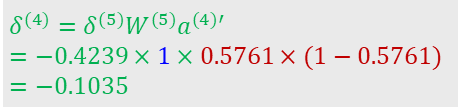 δ⁽⁴⁾ = δ⁽⁵⁾W⁽⁵⁾a⁽⁴⁾′
= −0.4239 × 1 × 0.5761 × (1 − 0.5761)
= −0.1035